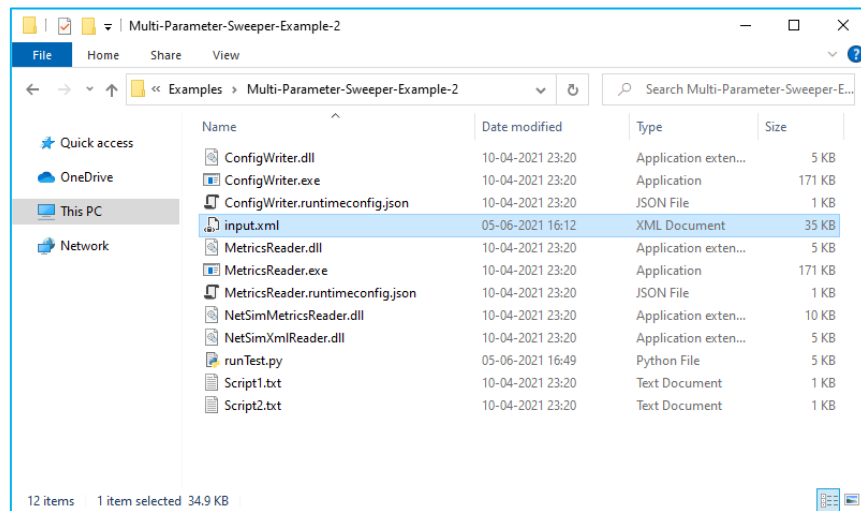 Multi-Parameter-Sweeper-Example-2
File Home Share View
« Examples › Multi-Parameter-Sweeper-Example-2 Search Multi-Parameter-Sweeper-E...
Name Date modified Type Size
Quick access
OneDrive
This PC
Network
ConfigWriter.dll 10-04-2021 23:20 Application exten... 5 KB
ConfigWriter.exe 10-04-2021 23:20 Application 171 KB
ConfigWriter.runtimeconfig.json 10-04-2021 23:20 JSON File 1 KB
input.xml 05-06-2021 16:12 XML Document 35 KB
MetricsReader.dll 10-04-2021 23:20 Application exten... 5 KB
MetricsReader.exe 10-04-2021 23:20 Application 171 KB
MetricsReader.runtimeconfig.json 10-04-2021 23:20 JSON File 1 KB
NetSimMetricsReader.dll 10-04-2021 23:20 Application exten... 10 KB
NetSimXmlReader.dll 10-04-2021 23:20 Application exten... 5 KB
runTest.py 05-06-2021 16:49 Python File 5 KB
Script1.txt 10-04-2021 23:20 Text Document 1 KB
Script2.txt 10-04-2021 23:20 Text Document 1 KB
12 items 1 item selected 34.9 KB